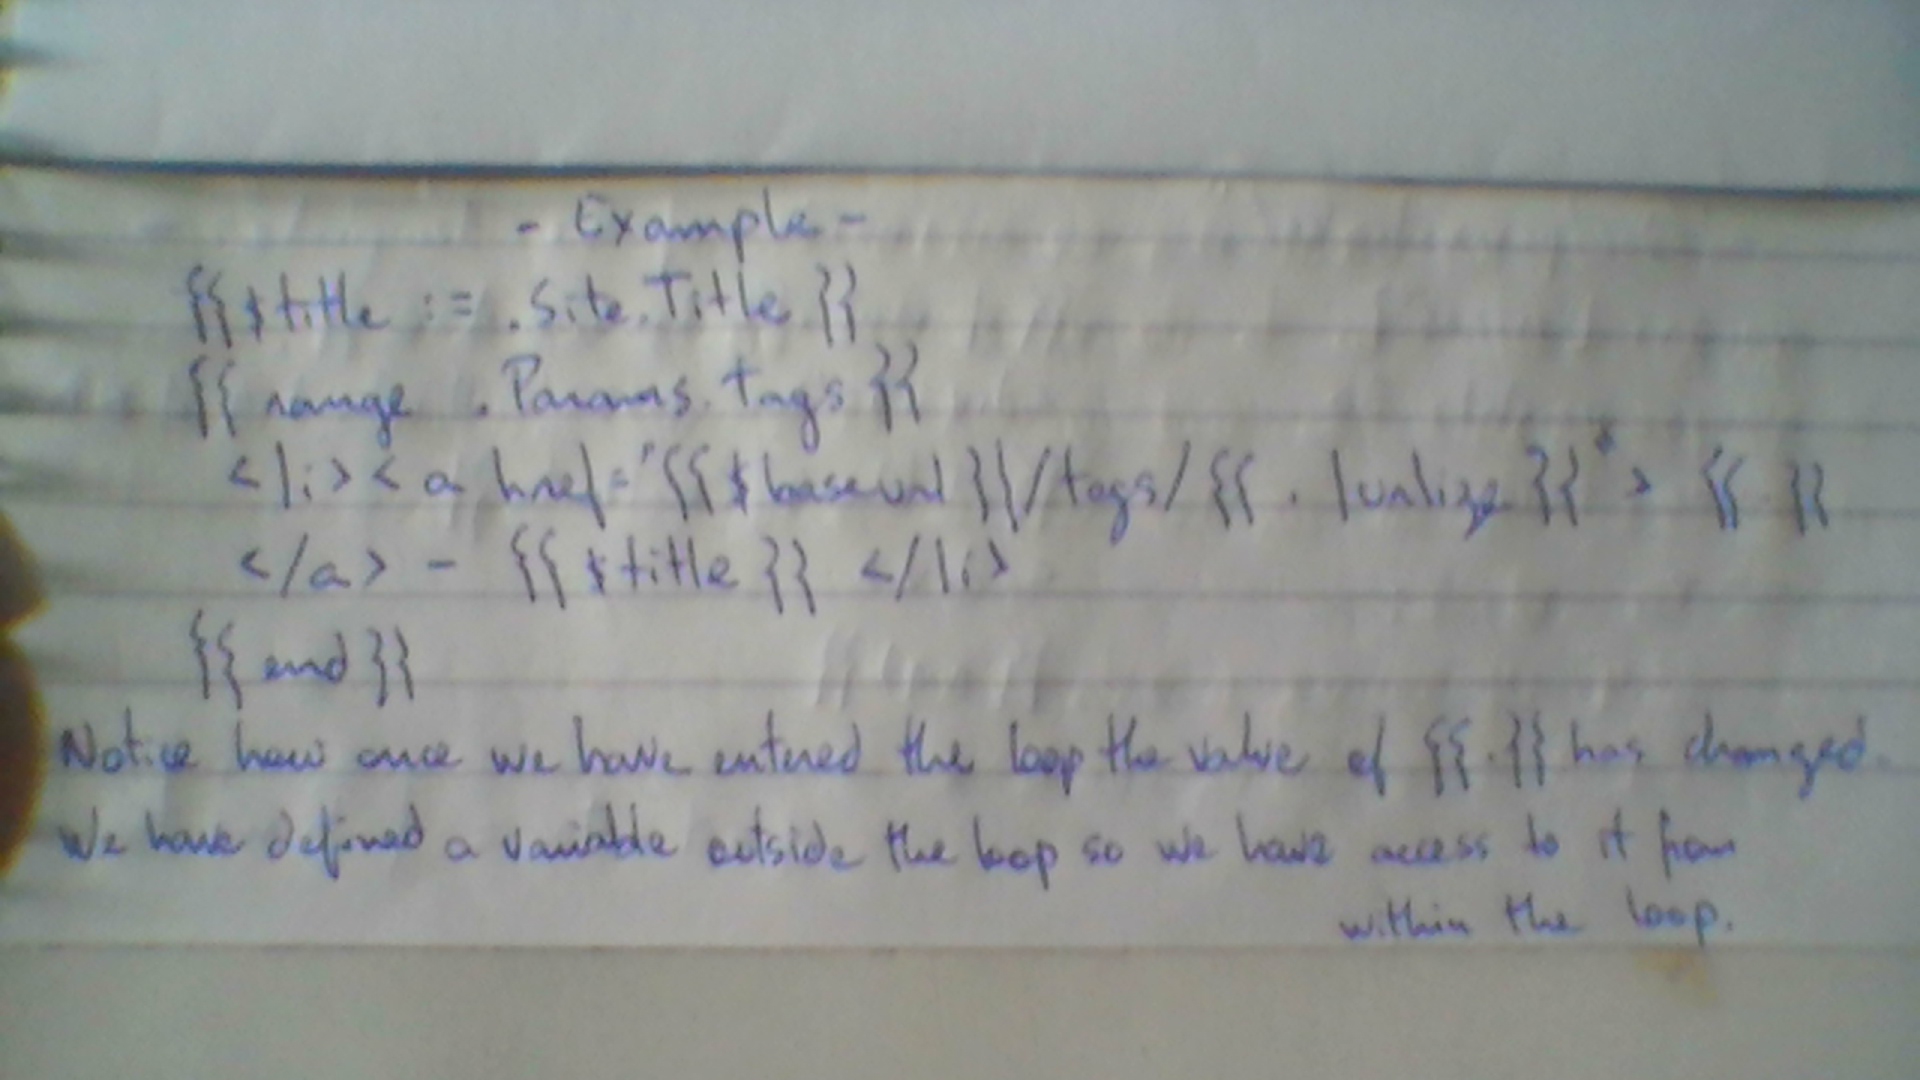 - Example -
{{ $title := .Site.Title }}
{{ range .Params.tags }}
</li>< a href="{{ $baseurl }}/tags/{{ . | urlize }}" > {{ }}
</a> - {{ $title }} </li>
{{ end }}
Notice how once we have entered the loop the value of {{.}} has changed.
We have defined a variable outside the loop so we have access to it from
within the loop.